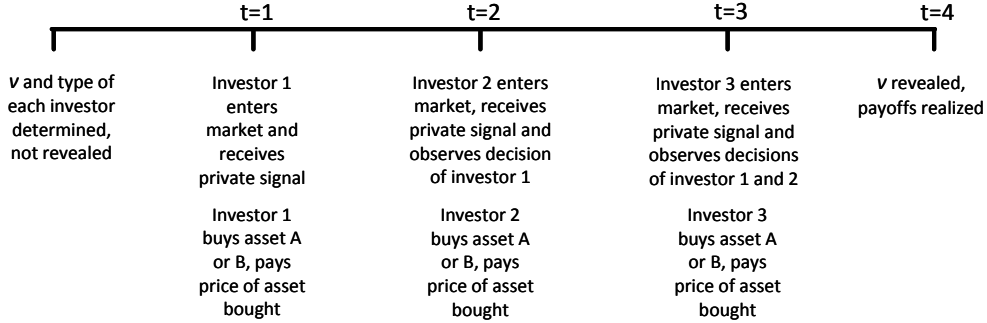 t=1
t=2
t=3
t=4
v and type of
each investor
determined,
not revealed
Investor 1
enters
market and
receives
private signal
Investor 2 enters
market, receives
private signal and
observes decision
of investor 1
Investor 3 enters
market, receives
private signal and
observes decisions
of investor 1 and 2
v revealed,
payoffs realized
Investor 1
buys asset A
or B, pays
price of asset
bought
Investor 2
buys asset A
or B, pays
price of asset
bought
Investor 3
buys asset A
or B, pays
price of asset
bought